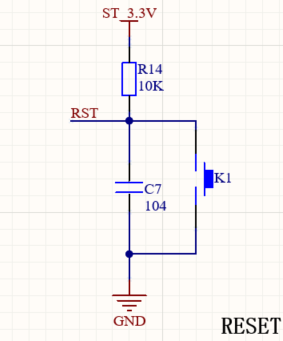 ST_3.3V
R14
10K
RST
C7
104
K1
GND
RESET